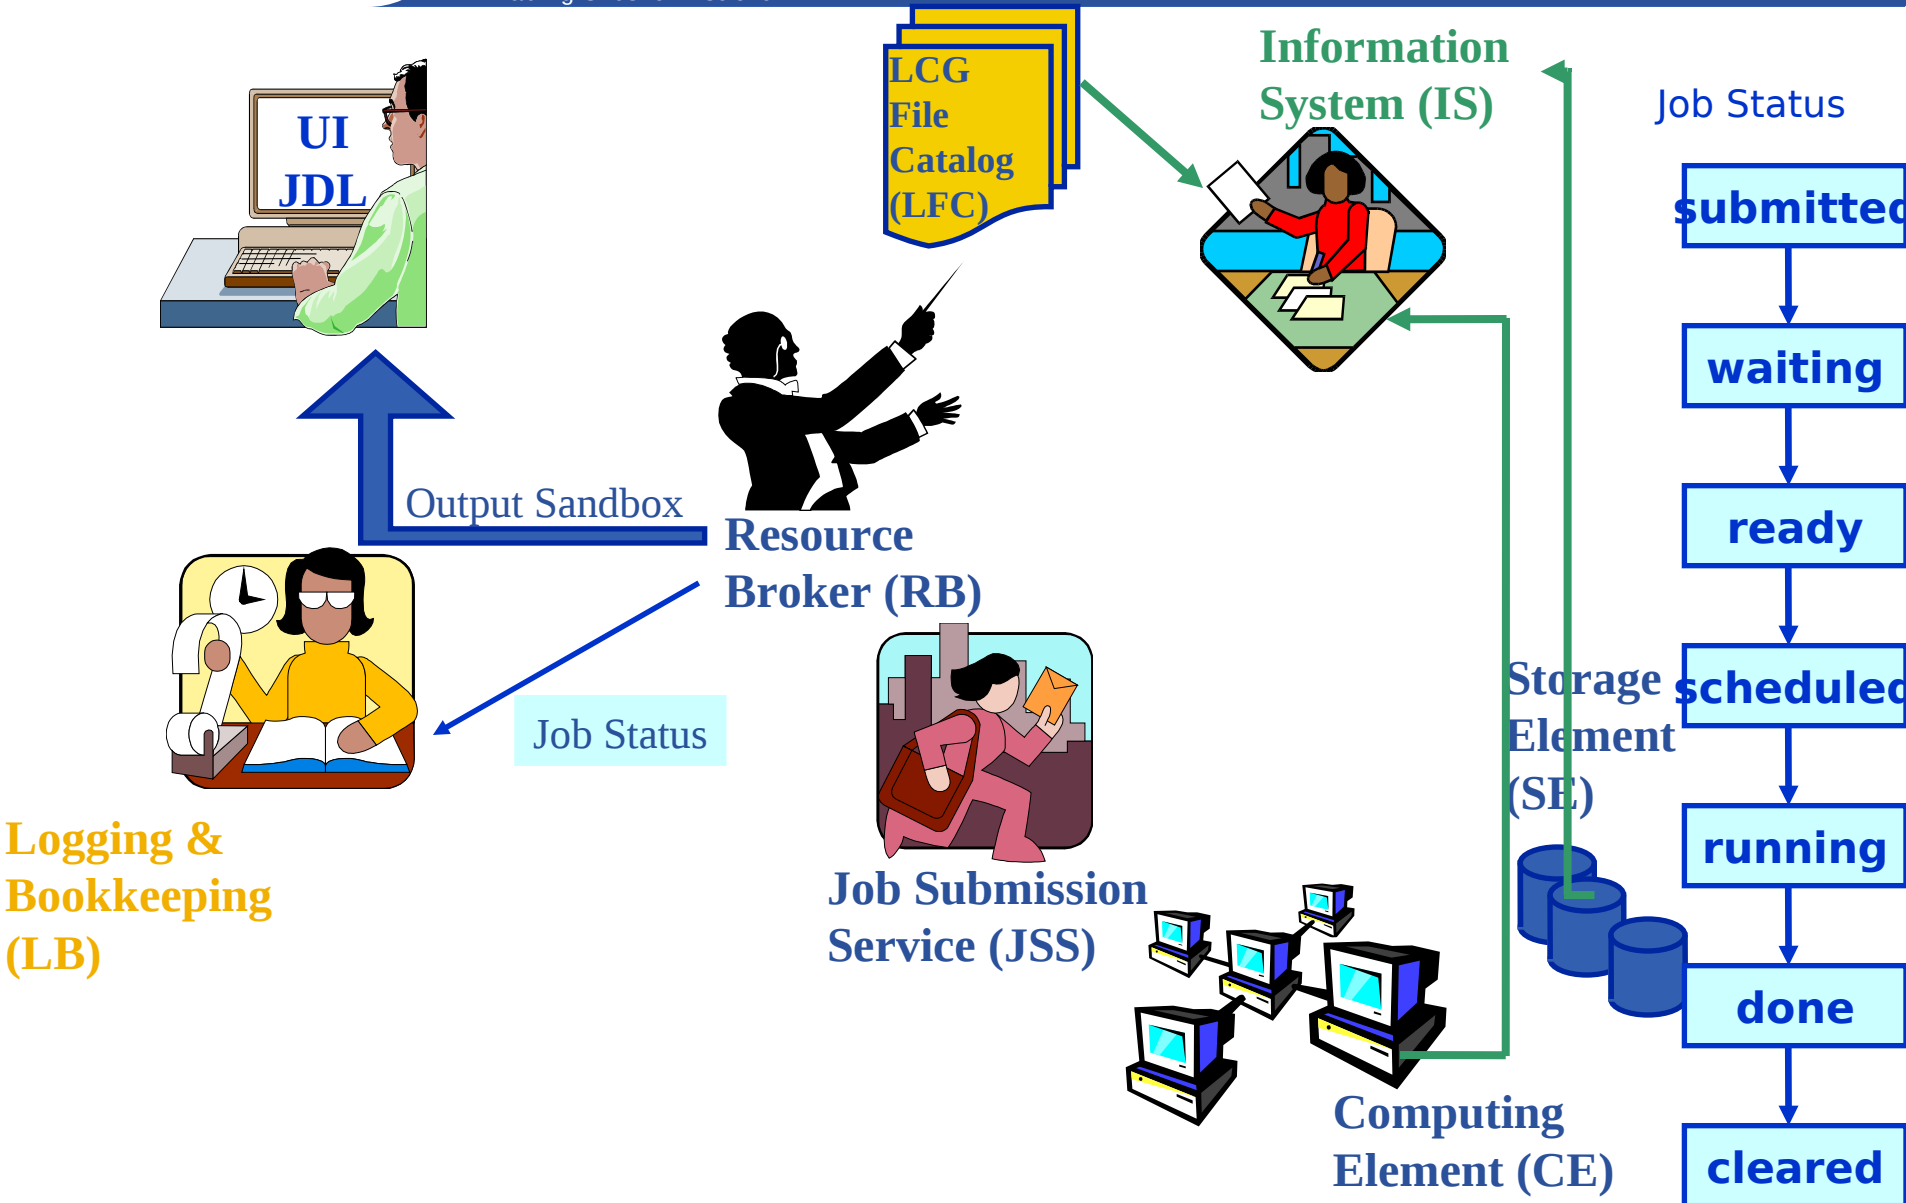 UI
JDL
LCG
File
Catalog
(LFC)
Information
System (IS)
Job Status
submitted
waiting
ready
scheduled
running
done
cleared
Output Sandbox
Resource
Broker (RB)
Job Status
Storage
Element
(SE)
Logging &
Bookkeeping
(LB)
Job Submission
Service (JSS)
Computing
Element (CE)